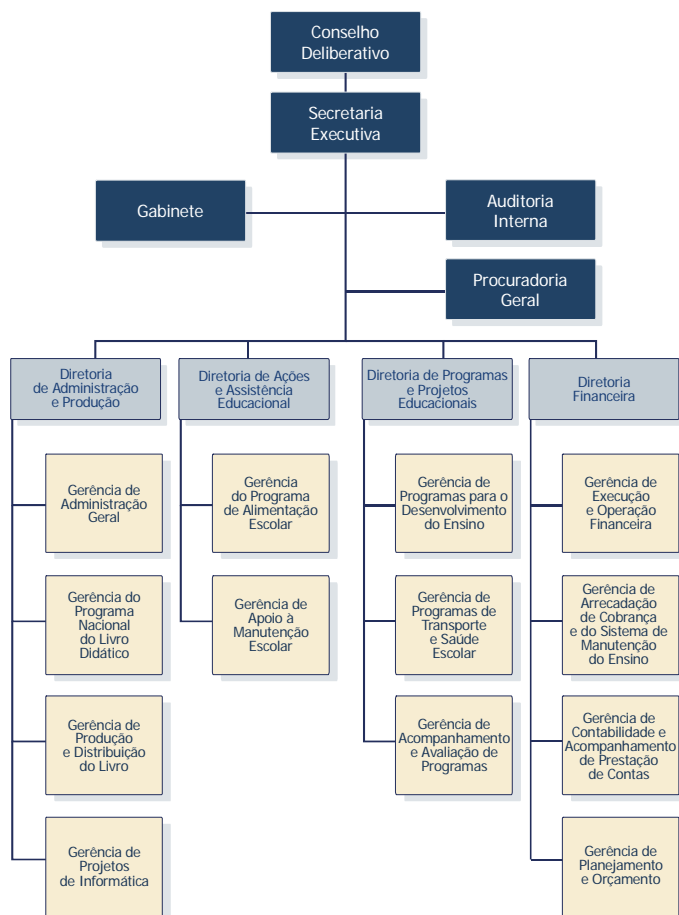 Conselho
Deliberativo
Secretaria
Executiva
Gabinete
Auditoria
Interna
Procuradoria
Geral
Diretoria
de Administração
e Produção
Diretoria de Ações
e Assistência
Educacional
Diretoria de Programas
e Projetos
Educacionais
Diretoria
Financeira
Gerência de
Administração
Geral
Gerência
do Programa
de Alimentação
Escolar
Gerência de
Programas para o
Desenvolvimento
do Ensino
Gerência de
Execução
e Operação
Financeira
Gerência do
Programa
Nacional
do Livro
Didático
Gerência de
Apoio à
Manutenção
Escolar
Gerência de
Programas de
Transporte
e Saúde
Escolar
Gerência de
Arrecadação
de Cobrança
e do Sistema de
Manutenção
do Ensino
Gerência de
Produção
e Distribuição
do Livro
Gerência de
Acompanhamento
e Avaliação de
Programas
Gerência de
Contabilidade e
Acompanhamento
de Prestação
de Contas
Gerência de
Projetos
de Informática
Gerência de
Planejamento
e Orçamento